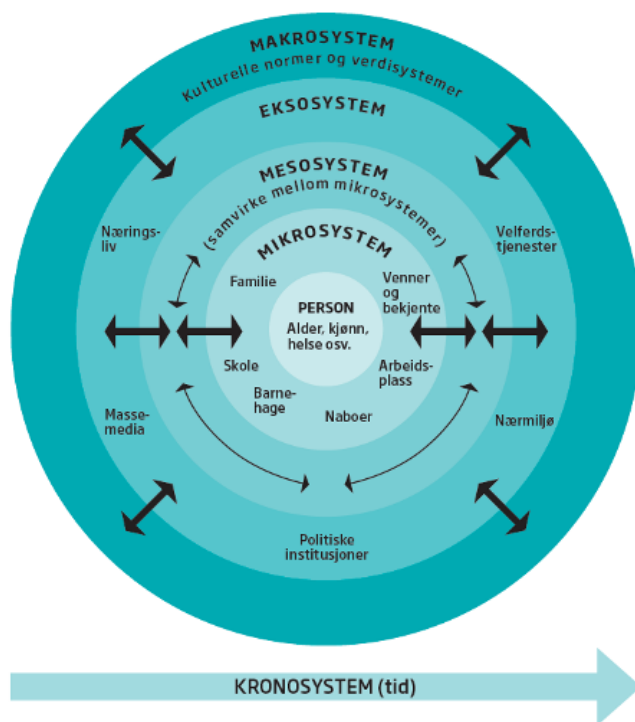 MAKROSYSTEM
Kulturelle normer og verdisystemer
EKSOSYSTEM
MESOSYSTEM
(samvirke mellom mikrosystemer)
MIKROSYSTEM
Nærings-
liv
Velferds-
tjenester
Familie
Venner
og
bekjente
PERSON
Alder, kjønn,
helse osv.
Skole
Arbeids-
plass
Barne-
hage
Naboer
Masse-
media
Nærmiljø
Politiske
institusjoner
KRONOSYSTEM (tid)